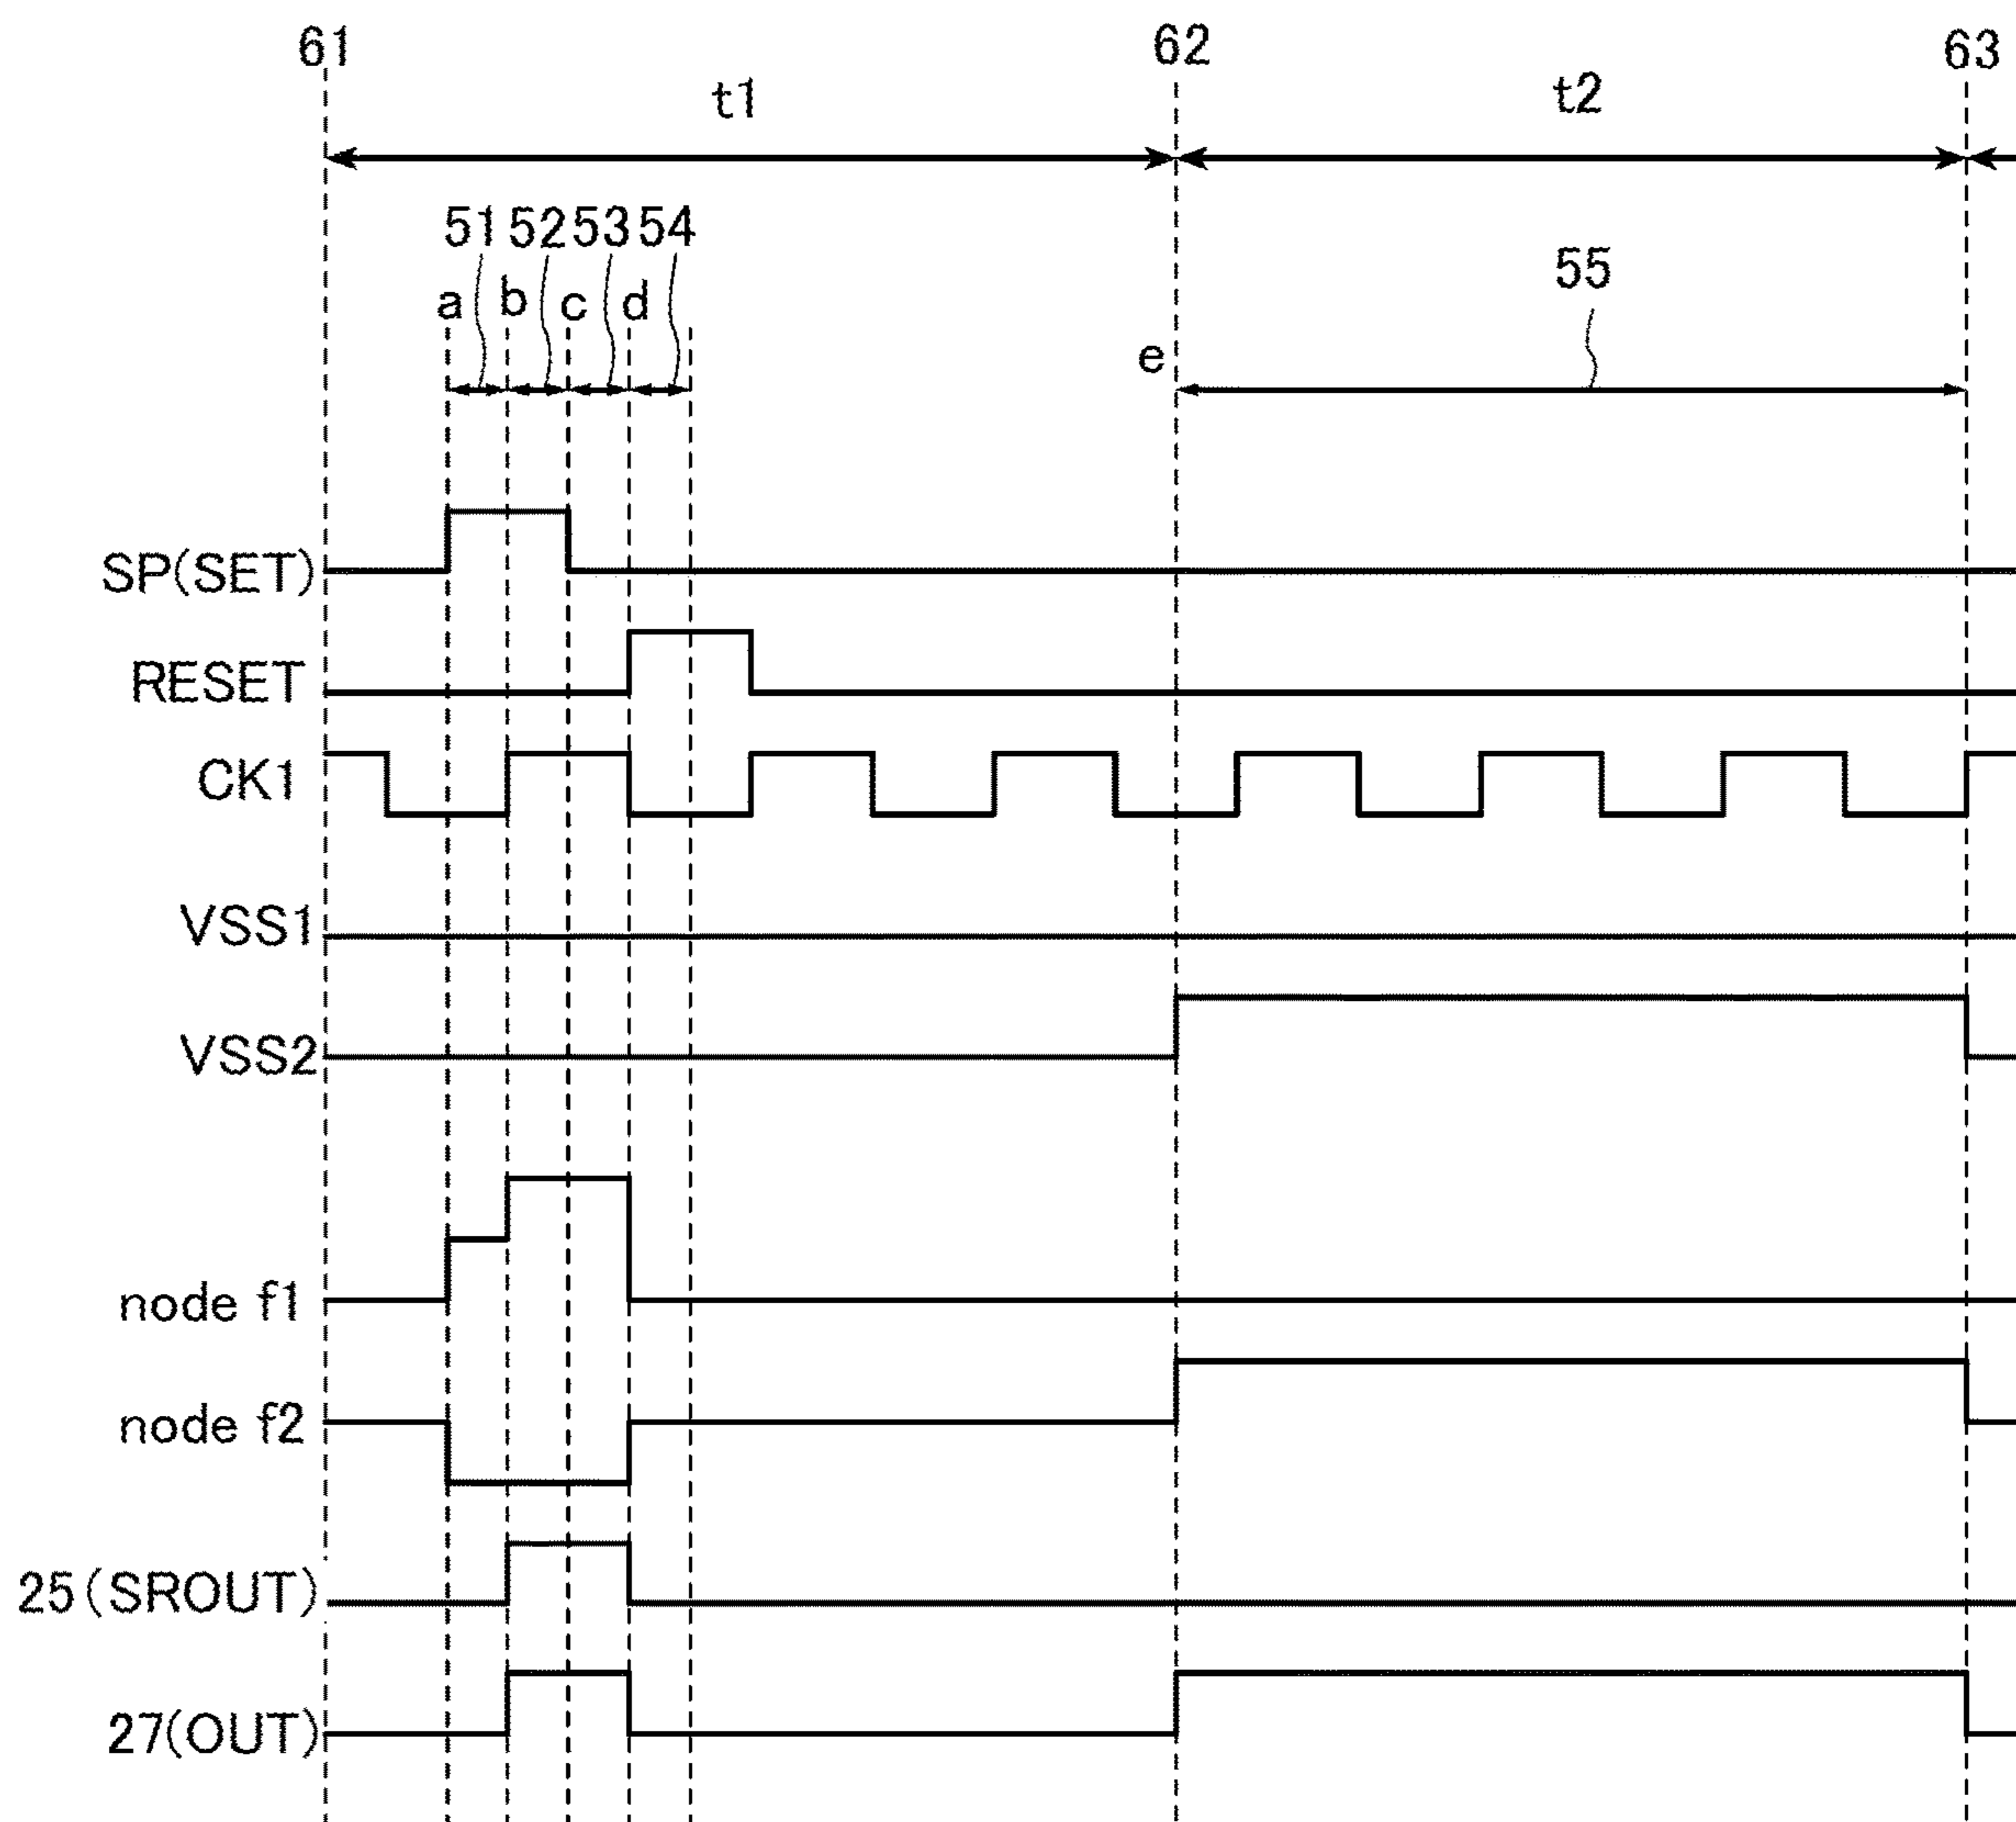 61 62 63
t1 t2
51 52 53 54
55
a b c d
e
SP(SET)
RESET
CK1
VSS1
VSS2
node f1
node f2
25(SROUT)
27(OUT)